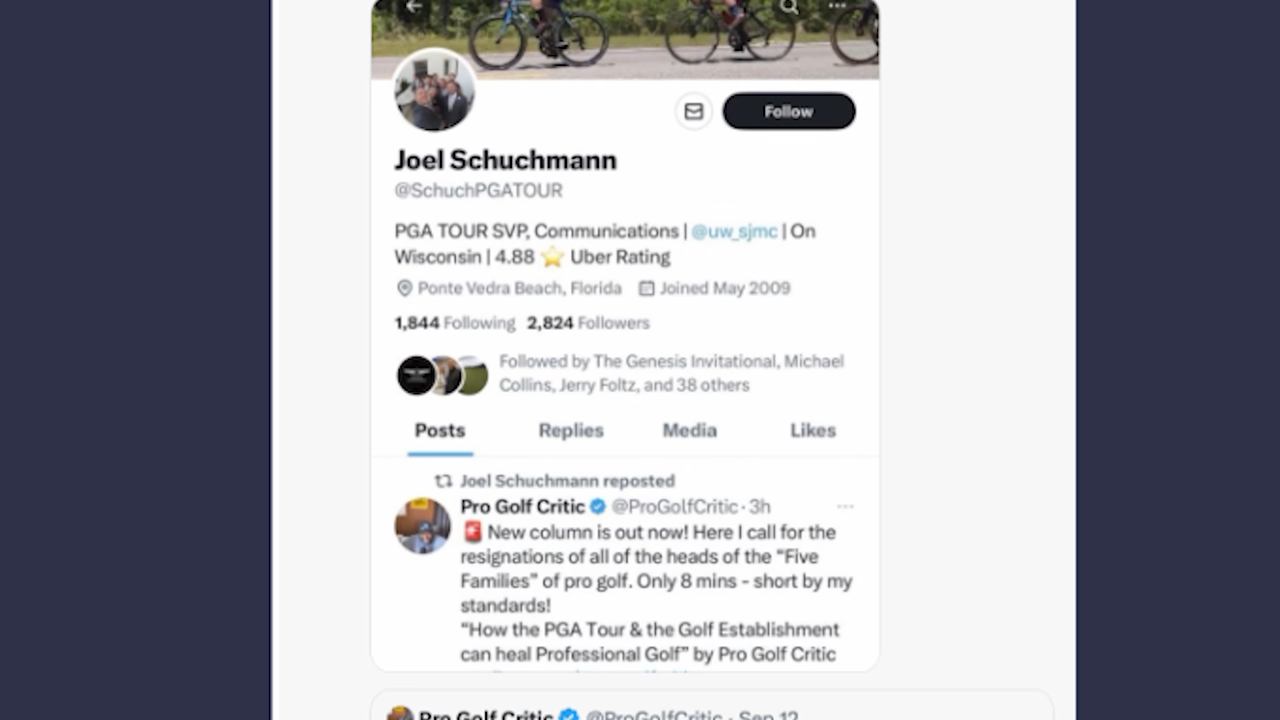 Follow
Joel Schuchmann
@SchuchPGATOUR
PGA TOUR SVP, Communications | @uw_sjmc | On
Wisconsin | 4.88 ⭐ Uber Rating
Ponte Vedra Beach, Florida Joined May 2009
1,844 Following 2,824 Followers
Followed by The Genesis Invitational, Michael
Collins, Jerry Foltz, and 38 others
Posts Replies Media Likes
Joel Schuchmann reposted
Pro Golf Critic @ProGolfCritic · 3h
🚨 New column is out now! Here I call for the
resignations of all of the heads of the “Five
Families” of pro golf. Only 8 mins - short by my
standards!
“How the PGA Tour & the Golf Establishment
can heal Professional Golf” by Pro Golf Critic
Pro Golf Critic @ProGolfCritic · Sep 12